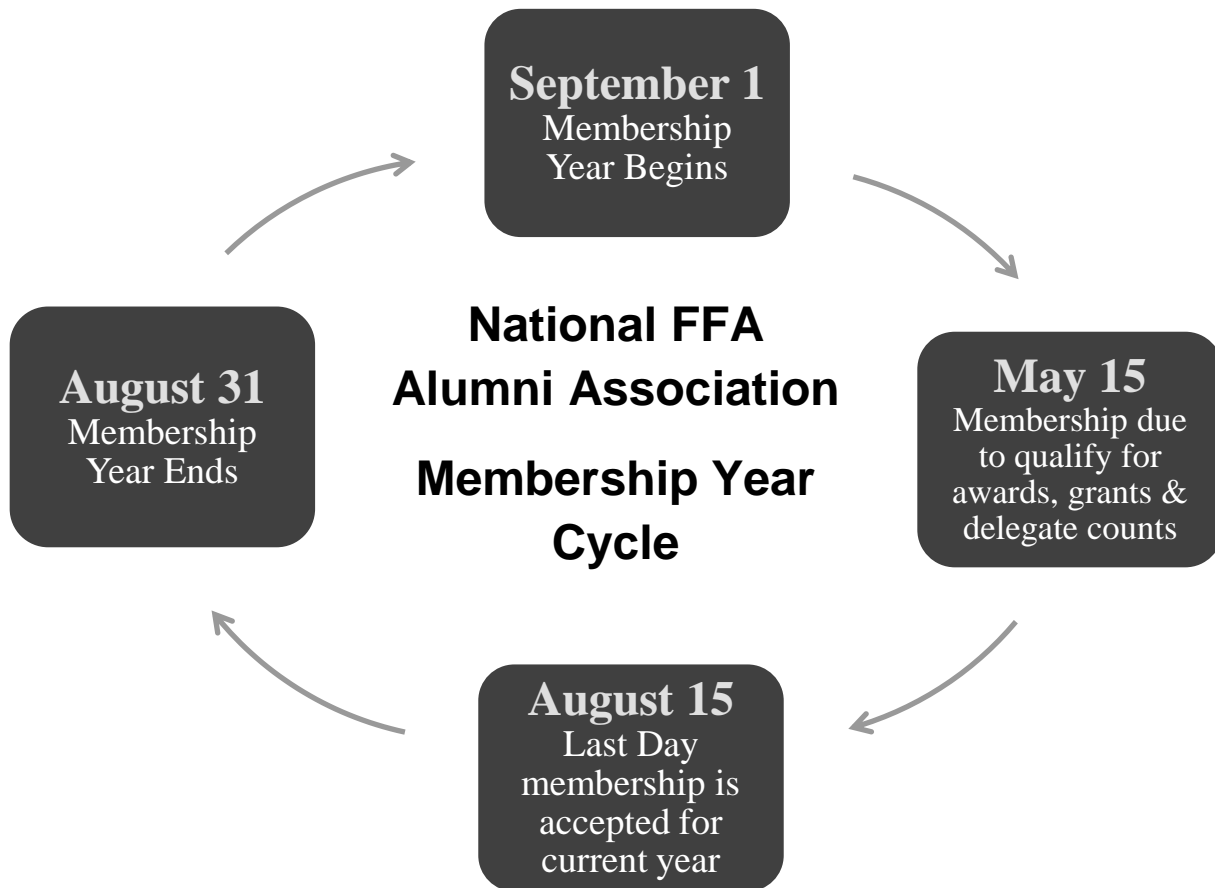 September 1
Membership
Year Begins
National FFA
Alumni Association
Membership Year
Cycle
May 15
Membership due
to qualify for
awards, grants &
delegate counts
August 15
Last Day
membership is
accepted for
current year
August 31
Membership
Year Ends